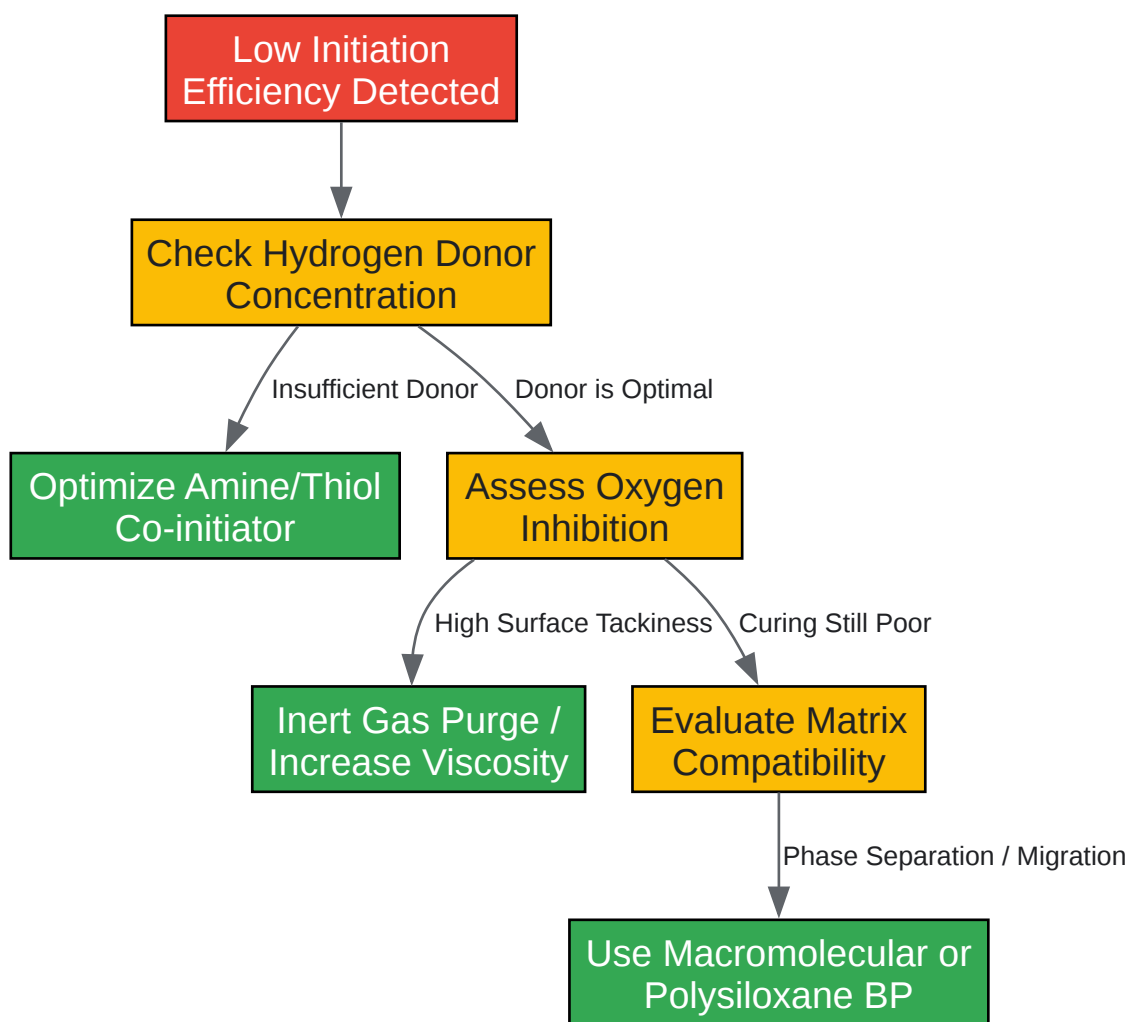 Low Initiation
Efficiency Detected
Check Hydrogen Donor
Concentration
Insufficient Donor
Donor is Optimal
Optimize Amine/Thiol
Co-initiator
Assess Oxygen
Inhibition
High Surface Tackiness
Curing Still Poor
Inert Gas Purge /
Increase Viscosity
Evaluate Matrix
Compatibility
Phase Separation / Migration
Use Macromolecular or
Polysiloxane BP